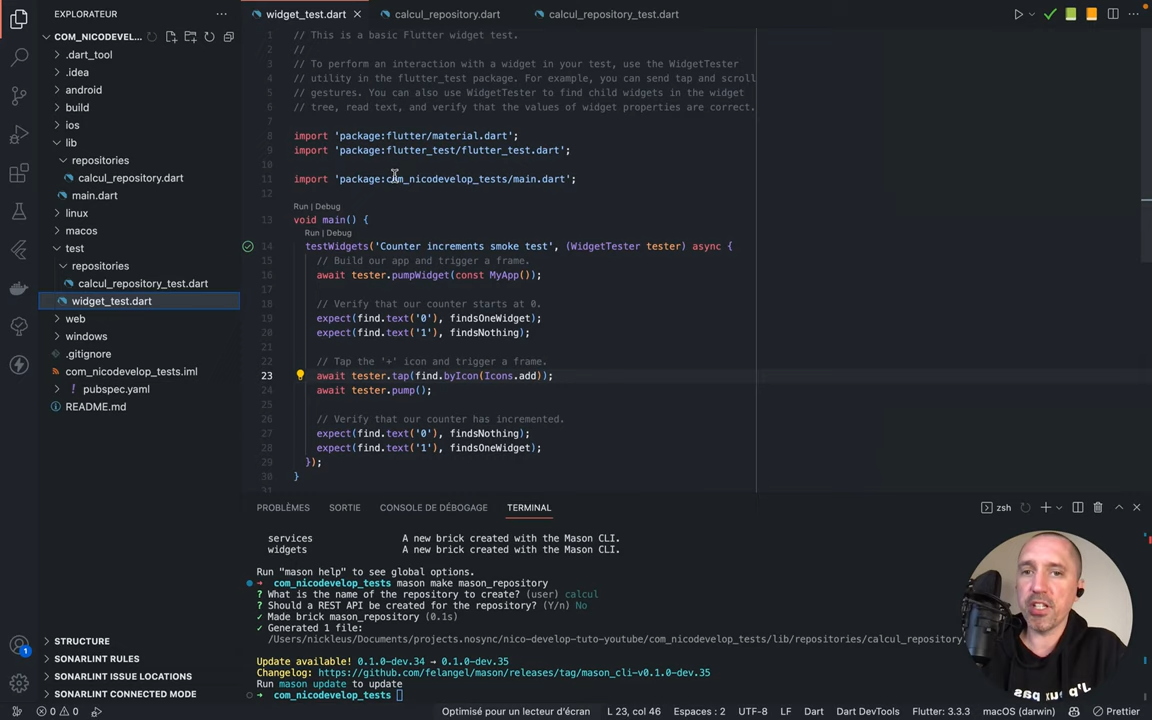 EXPLORATEUR
COM_NICODEVEL...
.dart_tool
.idea
android
build
ios
lib
repositories
calcul_repository.dart
main.dart
linux
macos
test
repositories
calcul_repository_test.dart
widget_test.dart
web
windows
.gitignore
com_nicodevelop_tests.iml
pubspec.yaml
README.md
STRUCTURE
SONARLINT RULES
SONARLINT ISSUE LOCATIONS
SONARLINT CONNECTED MODE
widget_test.dart
calcul_repository.dart
calcul_repository_test.dart
1 // This is a basic Flutter widget test.
2 //
3 // To perform an interaction with a widget in your test, use the WidgetTester
4 // utility in the flutter_test package. For example, you can send tap and scroll
5 // gestures. You can also use WidgetTester to find child widgets in the widget
6 // tree, read text, and verify that the values of widget properties are correct.
7
8 import 'package:flutter/material.dart';
9 import 'package:flutter_test/flutter_test.dart';
10
11 import 'package:com_nicodevelop_tests/main.dart';
12
Run | Debug
13 void main() {
Run | Debug
14 testWidgets('Counter increments smoke test', (WidgetTester tester) async {
15 // Build our app and trigger a frame.
16 await tester.pumpWidget(const MyApp());
17
18 // Verify that our counter starts at 0.
19 expect(find.text('0'), findsOneWidget);
20 expect(find.text('1'), findsNothing);
21
22 // Tap the '+' icon and trigger a frame.
23 await tester.tap(find.byIcon(Icons.add));
24 await tester.pump();
25
26 // Verify that our counter has incremented.
27 expect(find.text('0'), findsNothing);
28 expect(find.text('1'), findsOneWidget);
29 });
30 }
31
PROBLÈMES SORTIE CONSOLE DE DÉBOGAGE TERMINAL
zsh
services A new brick created with the Mason CLI.
widgets A new brick created with the Mason CLI.
Run "mason help" to see global options.
➜ com_nicodevelop_tests mason make mason_repository
? What is the name of the repository to create? (user) calcul
? Should a REST API be created for the repository? (Y/n) No
✓ Made brick mason_repository (0.1s)
✓ Generated 1 file:
/Users/nickleus/Documents/projects.nosync/nico-develop-tuto-youtube/com_nicodevelop_tests/lib/repositories/calcul_repository.
Update available! 0.1.0-dev.34 → 0.1.0-dev.35
Changelog: https://github.com/felangel/mason/releases/tag/mason_cli-v0.1.0-dev.35
Run mason update to update
➜ com_nicodevelop_tests
J'peux pas
1
0 0
Optimisé pour un lecteur d'écran L 23, col 46 Espaces : 2 UTF-8 LF Dart Dart DevTools Flutter: 3.3.3 macOS (darwin) Prettier